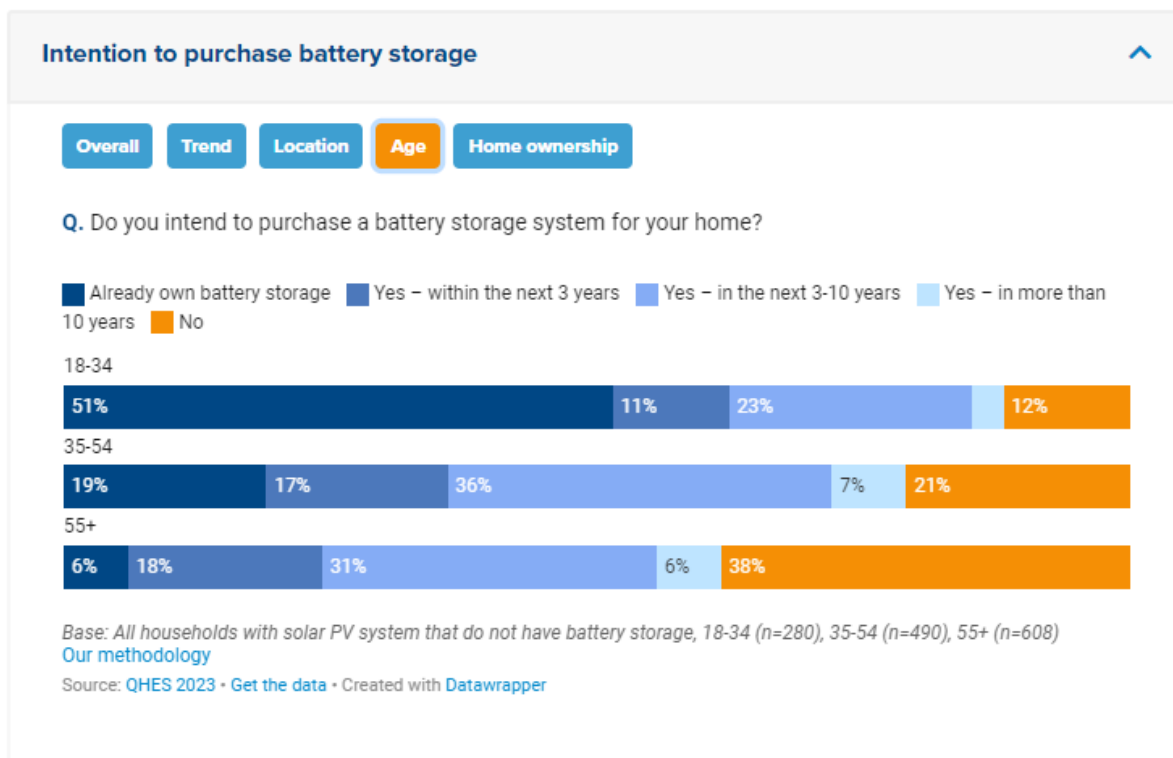 Intention to purchase battery storage
Overall Trend Location Age Home ownership
Q. Do you intend to purchase a battery storage system for your home?
Already own battery storage Yes – within the next 3 years Yes – in the next 3-10 years Yes – in more than
10 years No
18-34
51% 11% 23% 12%
35-54
19% 17% 36% 7% 21%
55+
6% 18% 31% 6% 38%
Base: All households with solar PV system that do not have battery storage, 18-34 (n=280), 35-54 (n=490), 55+ (n=608)
Our methodology
Source: QHES 2023 • Get the data • Created with Datawrapper